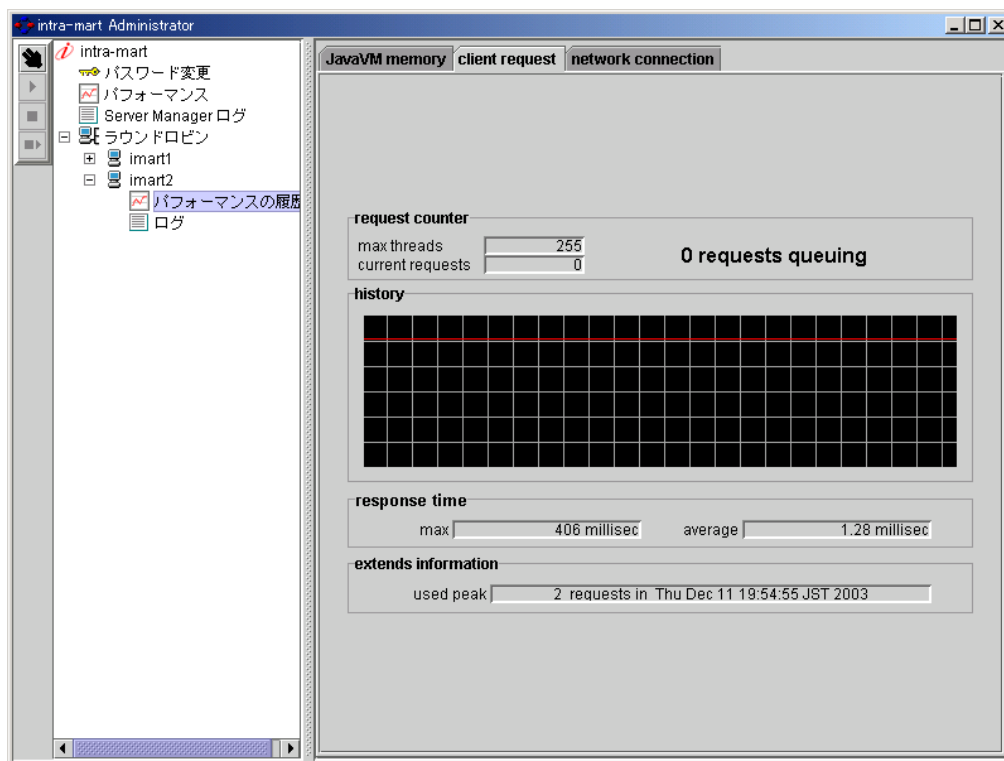 intra-mart Administrator
intra-mart
パスワード変更
パフォーマンス
Server Manager ログ
ラウンドロビン
imart1
imart2
パフォーマンスの履歴
ログ
JavaVM memory client request network connection
request counter
max threads 255
current requests 0
0 requests queuing
history
response time
max 406 millisec average 1.28 millisec
extends information
used peak 2 requests in Thu Dec 11 19:54:55 JST 2003